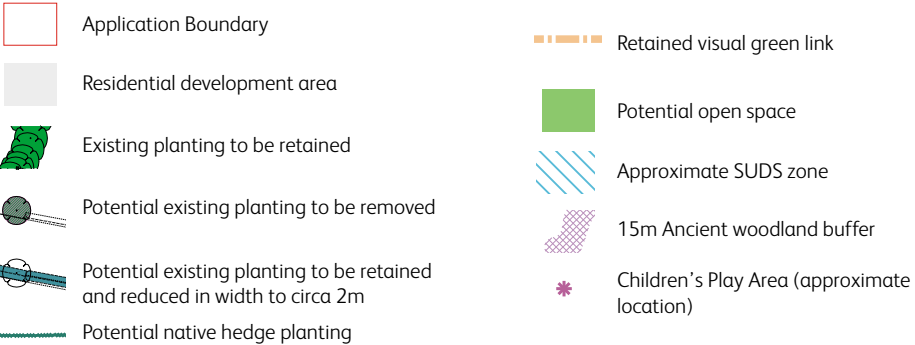 Application Boundary
Residential development area
Existing planting to be retained
Potential existing planting to be removed
Potential existing planting to be retained
and reduced in width to circa 2m
Potential native hedge planting
Retained visual green link
Potential open space
Approximate SUDS zone
15m Ancient woodland buffer
Children’s Play Area (approximate
location)